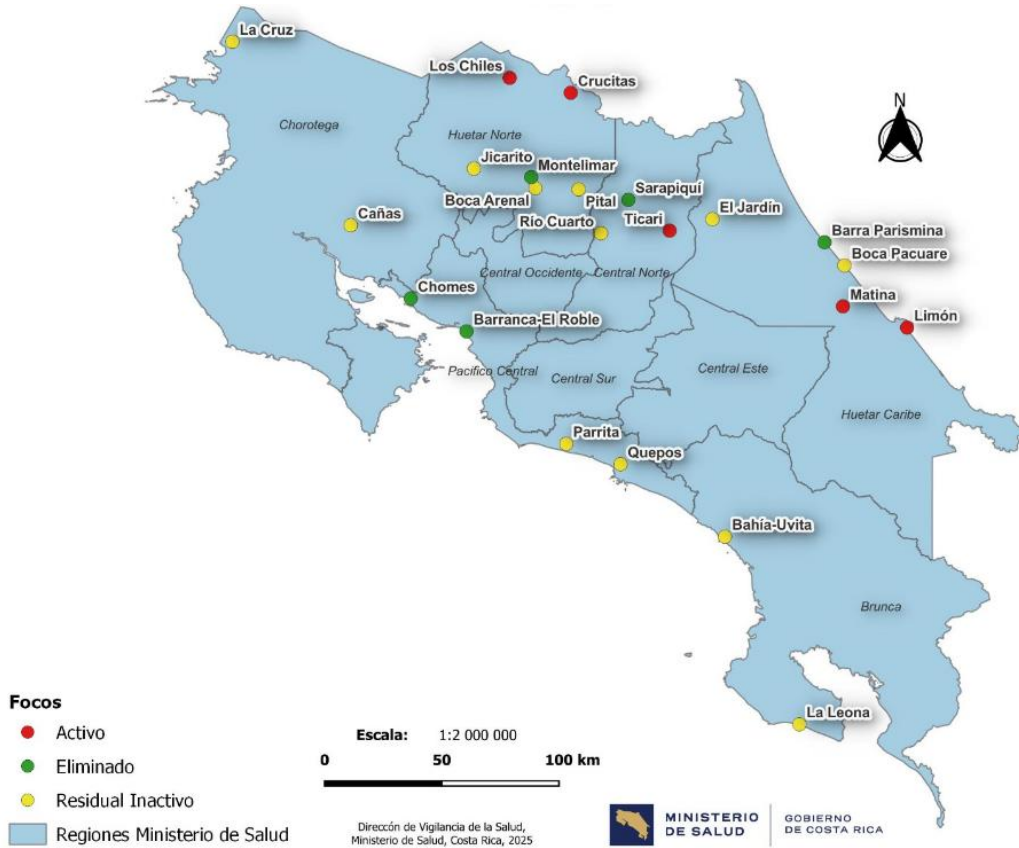 La Cruz
Los Chiles
Crucitas
N
Chorotega
Huetar Norte
Jicarito
Montelimar
Boca Arenal
Pital
Sarapiquí
Cañas
Río Cuarto
Ticari
El Jardín
Barra Parismina
Boca Pacuare
Central Occidente
Central Norte
Chomes
Matina
Limón
Barranca-El Roble
Pacifico Central
Central Sur
Central Este
Huetar Caribe
Parrita
Quepos
Bahía-Uvita
Brunca
La Leona
Focos
Activo
Eliminado
Residual Inactivo
Regiones Ministerio de Salud
Escala: 1:2 000 000
0 50 100 km
Direccón de Vigilancia de la Salud,
Ministerio de Salud, Costa Rica, 2025
MINISTERIO
DE SALUD
GOBIERNO
DE COSTA RICA